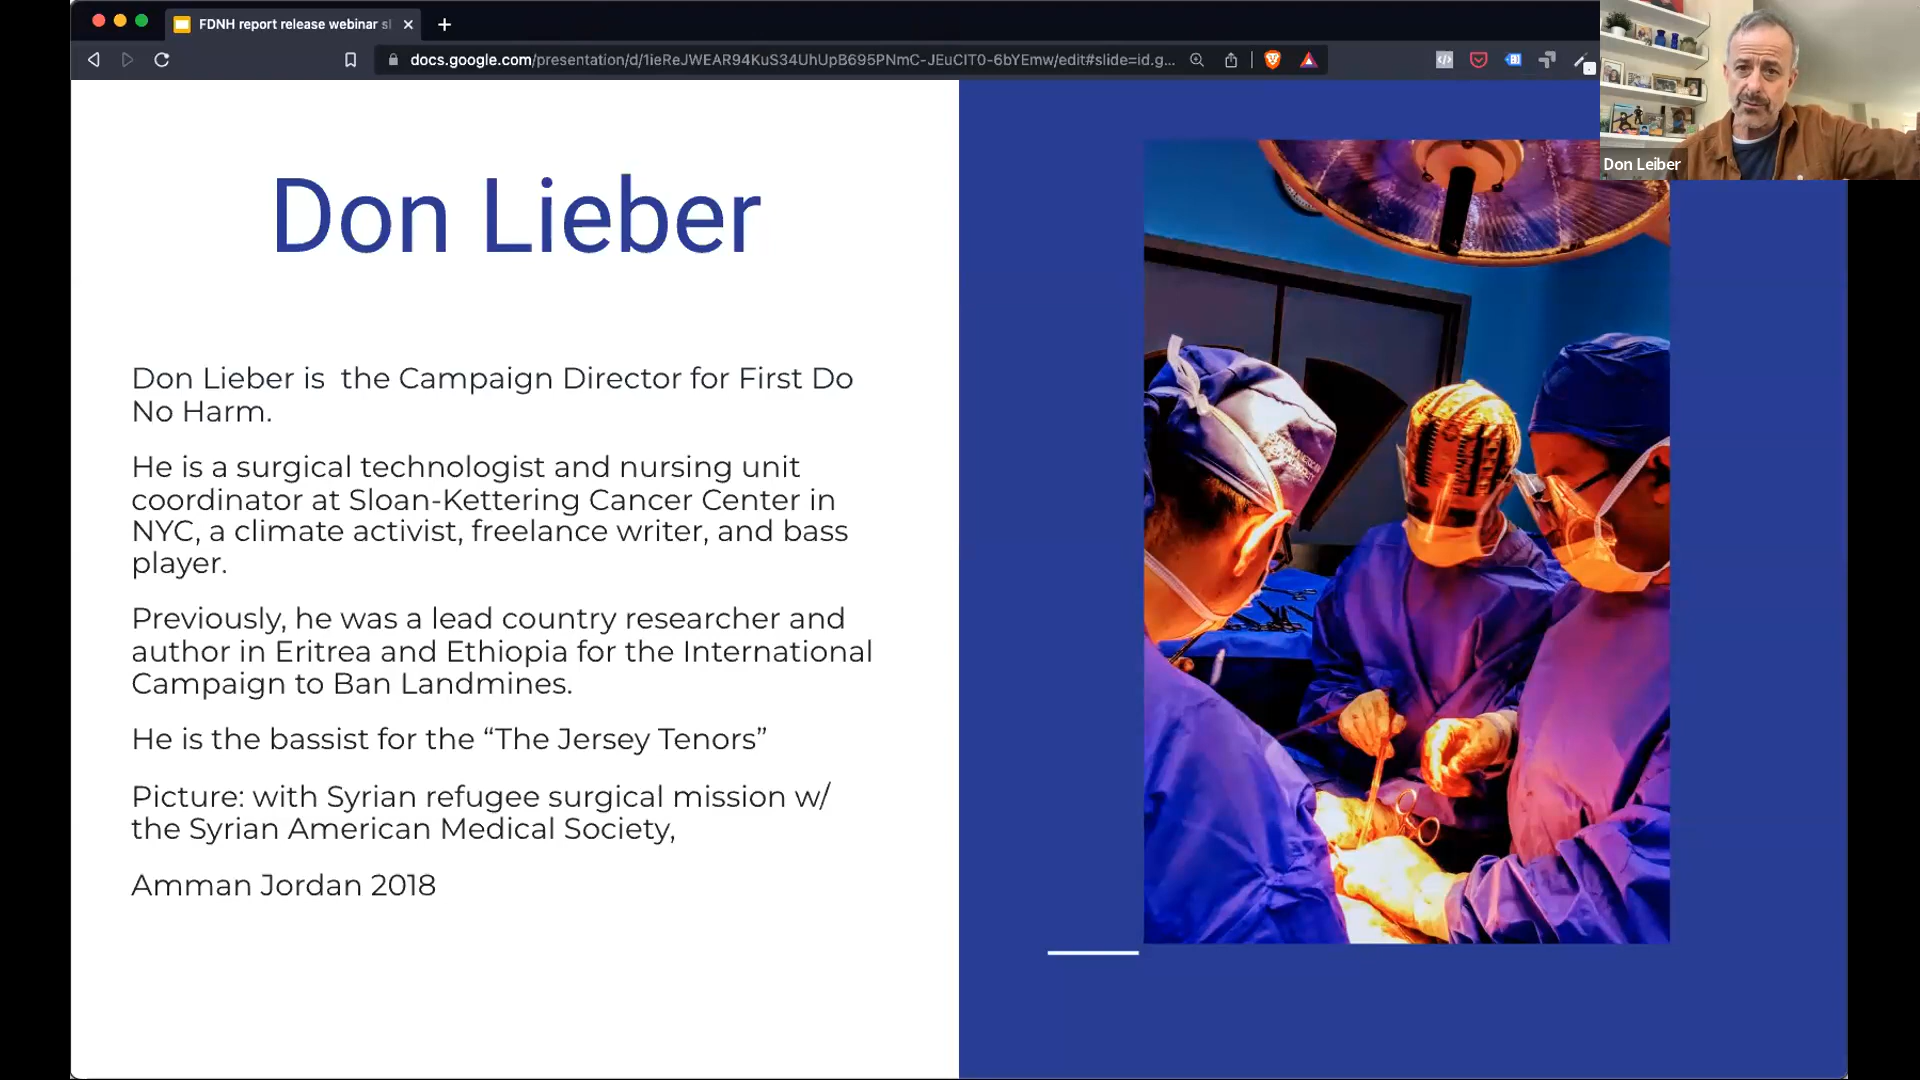 FDNH report release webinar sl
docs.google.com/presentation/d/1ieReJWEAR94KuS34UhUpB695PNmC-JEuCIT0-6bYEmw/edit#slide=id.g...
Don Leiber
Don Lieber
Don Lieber is the Campaign Director for First Do
No Harm.
He is a surgical technologist and nursing unit
coordinator at Sloan-Kettering Cancer Center in
NYC, a climate activist, freelance writer, and bass
player.
Previously, he was a lead country researcher and
author in Eritrea and Ethiopia for the International
Campaign to Ban Landmines.
He is the bassist for the “The Jersey Tenors”
Picture: with Syrian refugee surgical mission w/
the Syrian American Medical Society,
Amman Jordan 2018